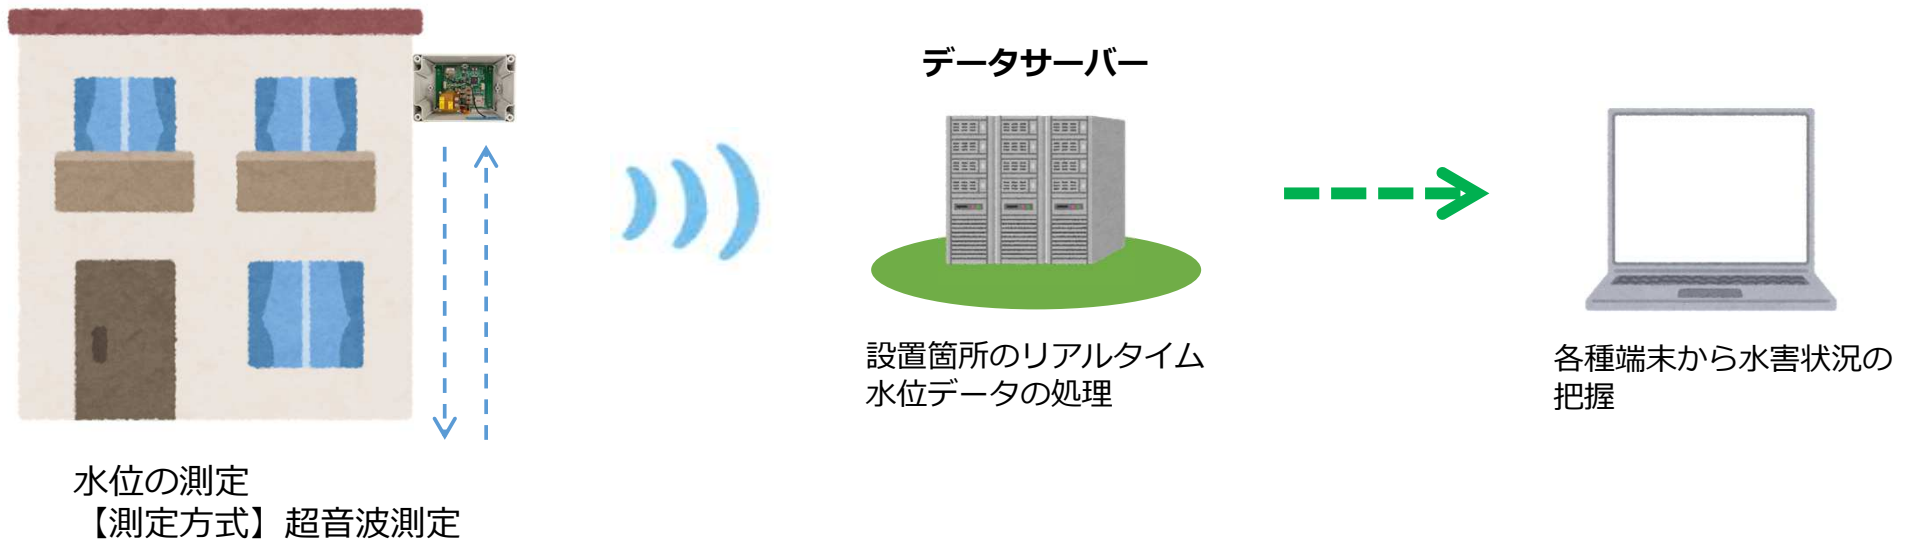 データサーバー
設置箇所のリアルタイム
水位データの処理
各種端末から水害状況の
把握
水位の測定
【測定方式】超音波測定